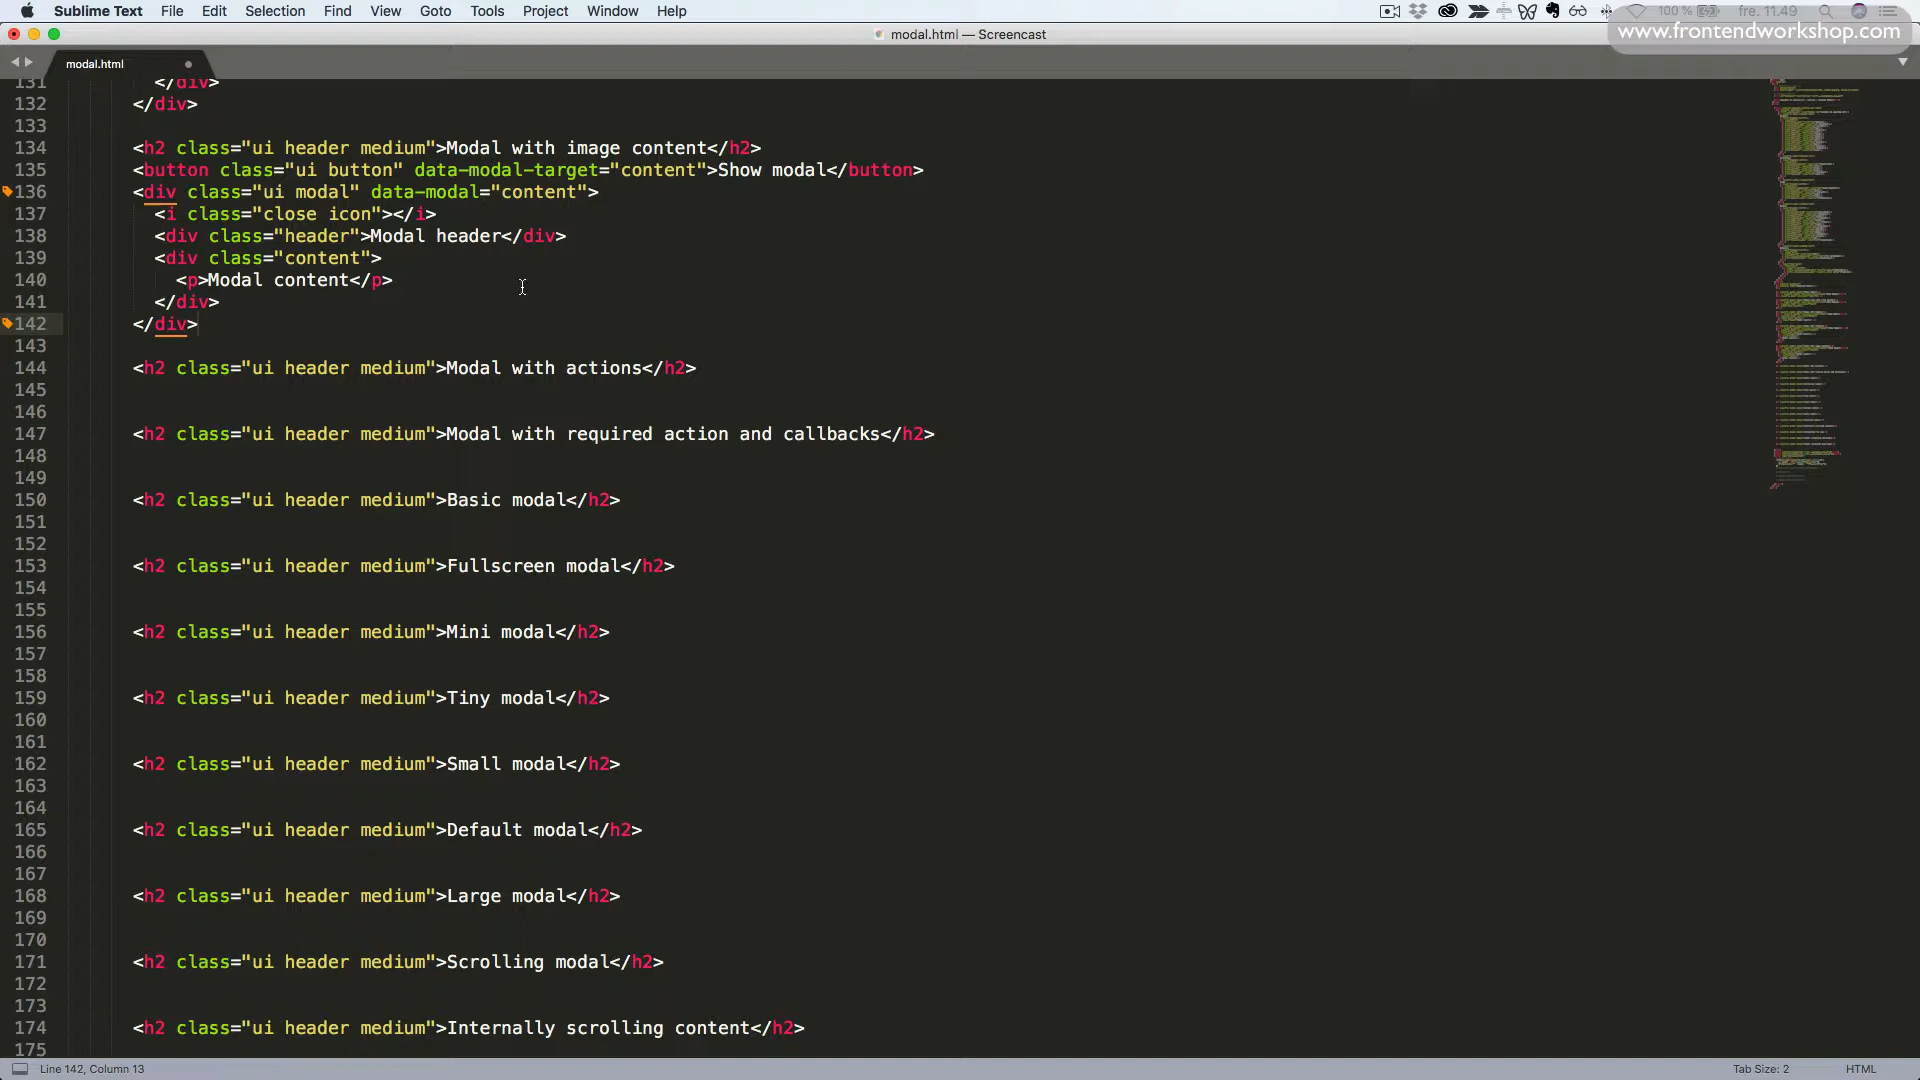 Sublime Text File Edit Selection Find View Goto Tools Project Window Help 100 % fre. 11.49
modal.html — Screencast
www.frontendworkshop.com
modal.html
131 </div>
132 </div>
133
134 <h2 class="ui header medium">Modal with image content</h2>
135 <button class="ui button" data-modal-target="content">Show modal</button>
136 <div class="ui modal" data-modal="content">
137 <i class="close icon"></i>
138 <div class="header">Modal header</div>
139 <div class="content">
140 <p>Modal content</p>
141 </div>
142 </div>
143
144 <h2 class="ui header medium">Modal with actions</h2>
145
146
147 <h2 class="ui header medium">Modal with required action and callbacks</h2>
148
149
150 <h2 class="ui header medium">Basic modal</h2>
151
152
153 <h2 class="ui header medium">Fullscreen modal</h2>
154
155
156 <h2 class="ui header medium">Mini modal</h2>
157
158
159 <h2 class="ui header medium">Tiny modal</h2>
160
161
162 <h2 class="ui header medium">Small modal</h2>
163
164
165 <h2 class="ui header medium">Default modal</h2>
166
167
168 <h2 class="ui header medium">Large modal</h2>
169
170
171 <h2 class="ui header medium">Scrolling modal</h2>
172
173
174 <h2 class="ui header medium">Internally scrolling content</h2>
175
Line 142, Column 13 Tab Size: 2 HTML